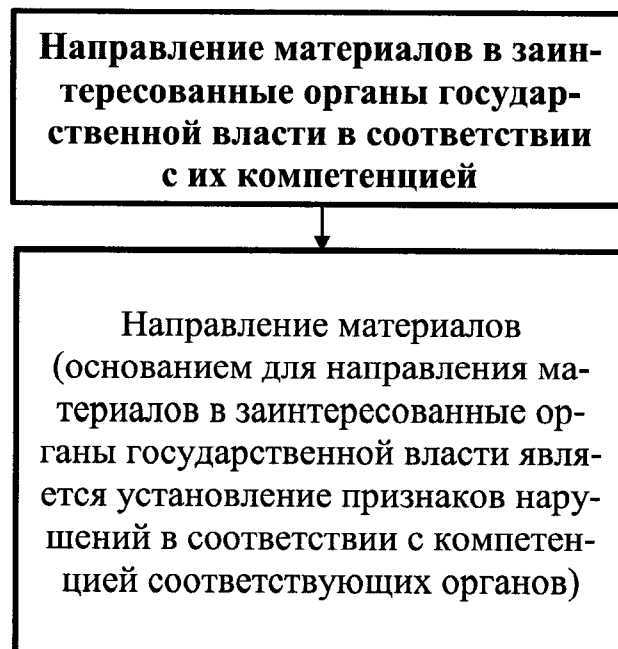 Направление материалов в заин-
тересованные органы государ-
ственной власти в соответствии
с их компетенцией
Направление материалов
(основанием для направления ма-
териалов в заинтересованные ор-
ганы государственной власти явля-
ется установление признаков нару-
шений в соответствии с компетен-
цией соответствующих органов)